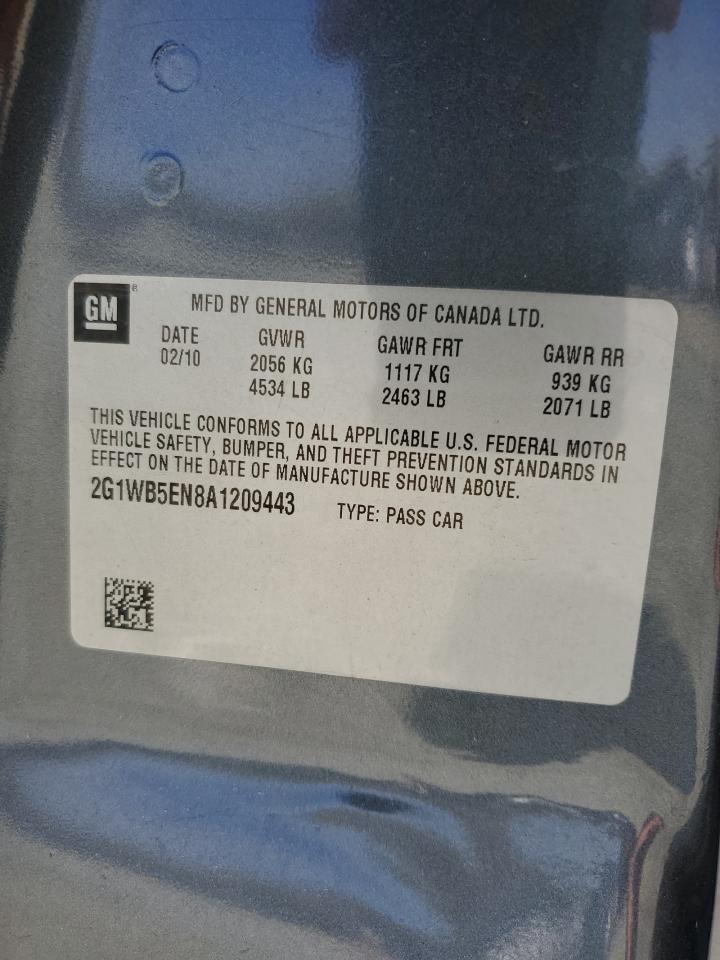 GM ®
MFD BY GENERAL MOTORS OF CANADA LTD.
DATE GVWR GAWR FRT GAWR RR
02/10 2056 KG 1117 KG 939 KG
4534 LB 2463 LB 2071 LB
THIS VEHICLE CONFORMS TO ALL APPLICABLE U.S. FEDERAL MOTOR
VEHICLE SAFETY, BUMPER, AND THEFT PREVENTION STANDARDS IN
EFFECT ON THE DATE OF MANUFACTURE SHOWN ABOVE.
2G1WB5EN8A1209443 TYPE: PASS CAR